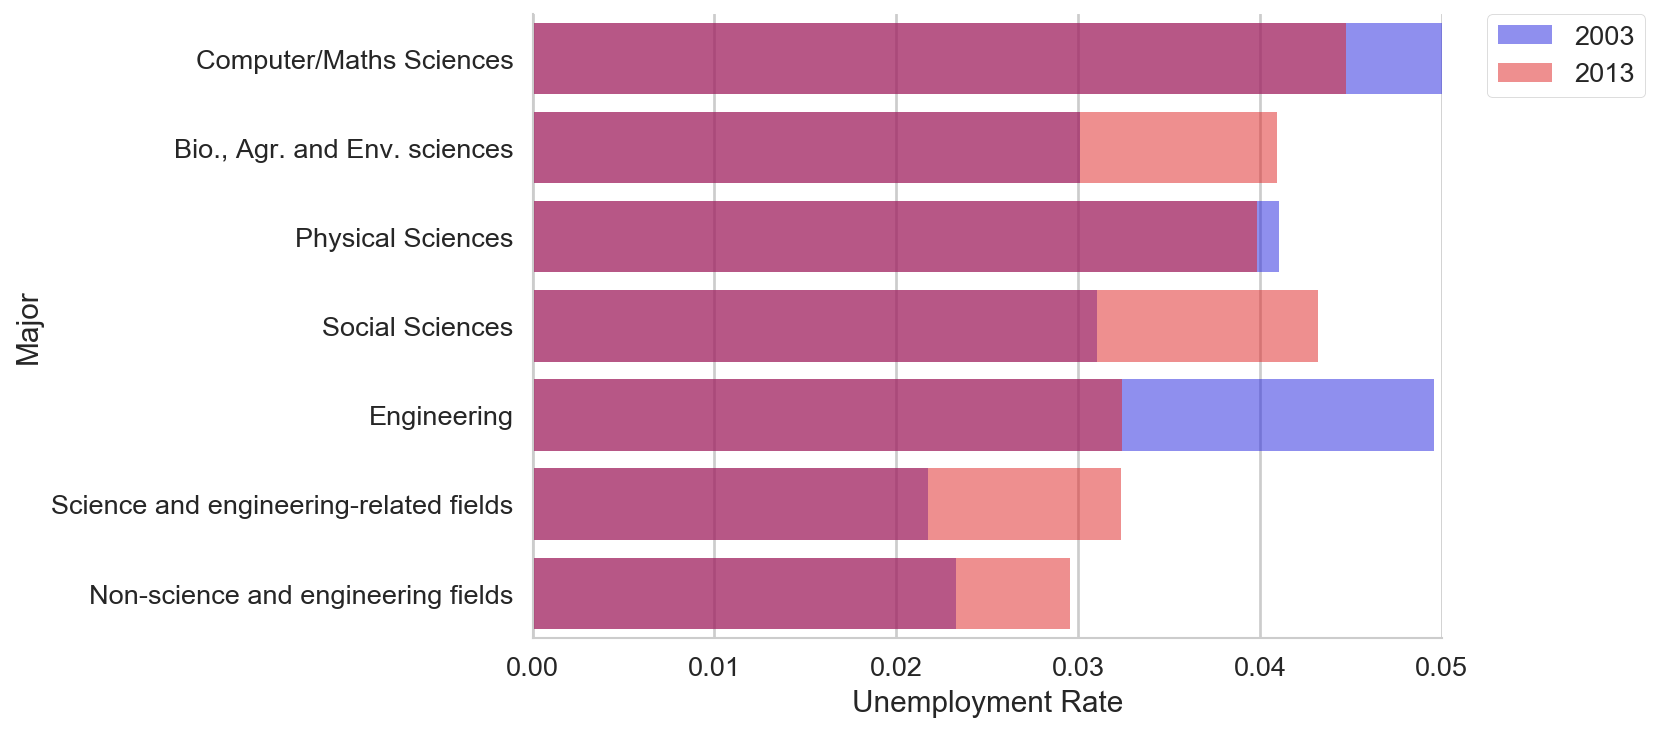 Computer/Maths Sciences
Bio., Agr. and Env. sciences
Physical Sciences
Social Sciences
Engineering
Science and engineering-related fields
Non-science and engineering fields
Major
0.00 0.01 0.02 0.03 0.04 0.05
Unemployment Rate
2003
2013